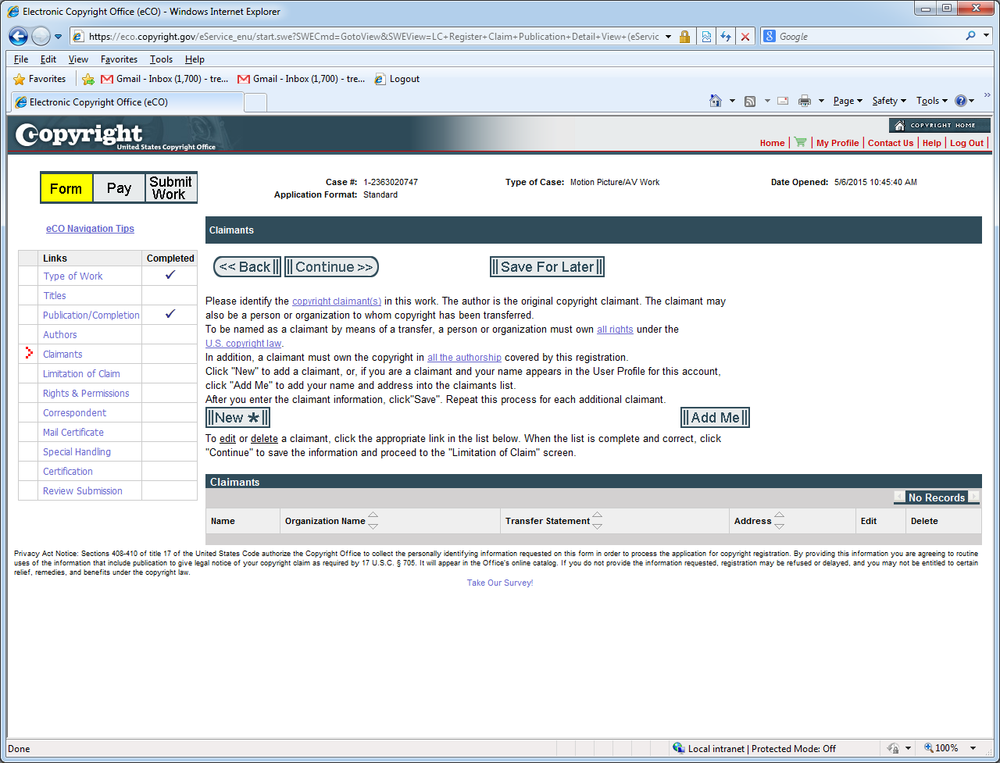 Electronic Copyright Office (eCO) - Windows Internet Explorer
https://eco.copyright.gov/eService_enu/start.swe?SWECmd=GotoView&SWEView=LC+Register+Claim+Publication+Detail+View+(eServic
Google
File Edit View Favorites Tools Help
Favorites Gmail - Inbox (1,700) - tre... Gmail - Inbox (1,700) - tre... Logout
Electronic Copyright Office (eCO)
Page Safety Tools
Copyright
United States Copyright Office
COPYRIGHT HOME
Home | | My Profile | Contact Us | Help | Log Out |
Form Pay Submit Work
Case #: 1-2363020747 Type of Case: Motion Picture/AV Work Date Opened: 5/6/2015 10:45:40 AM
Application Format: Standard
eCO Navigation Tips
Links Completed
Type of Work ✓
Titles
Publication/Completion ✓
Authors
Claimants
Limitation of Claim
Rights & Permissions
Correspondent
Mail Certificate
Special Handling
Certification
Review Submission
Claimants
<< Back Continue >> Save For Later
Please identify the copyright claimant(s) in this work. The author is the original copyright claimant. The claimant may
also be a person or organization to whom copyright has been transferred.
To be named as a claimant by means of a transfer, a person or organization must own all rights under the
U.S. copyright law.
In addition, a claimant must own the copyright in all the authorship covered by this registration.
Click "New" to add a claimant, or, if you are a claimant and your name appears in the User Profile for this account,
click "Add Me" to add your name and address into the claimants list.
After you enter the claimant information, click"Save". Repeat this process for each additional claimant.
New * Add Me
To edit or delete a claimant, click the appropriate link in the list below. When the list is complete and correct, click
"Continue" to save the information and proceed to the "Limitation of Claim" screen.
Claimants
No Records
Name Organization Name Transfer Statement Address Edit Delete
Privacy Act Notice: Sections 408-410 of title 17 of the United States Code authorize the Copyright Office to collect the personally identifying information requested on this form in order to process the application for copyright registration. By providing this information you are agreeing to routine
uses of the information that include publication to give legal notice of your copyright claim as required by 17 U.S.C. § 705. It will appear in the Office's online catalog. If you do not provide the information requested, registration may be refused or delayed, and you may not be entitled to certain
relief, remedies, and benefits under the copyright law.
Take Our Survey!
Done Local intranet | Protected Mode: Off 100%